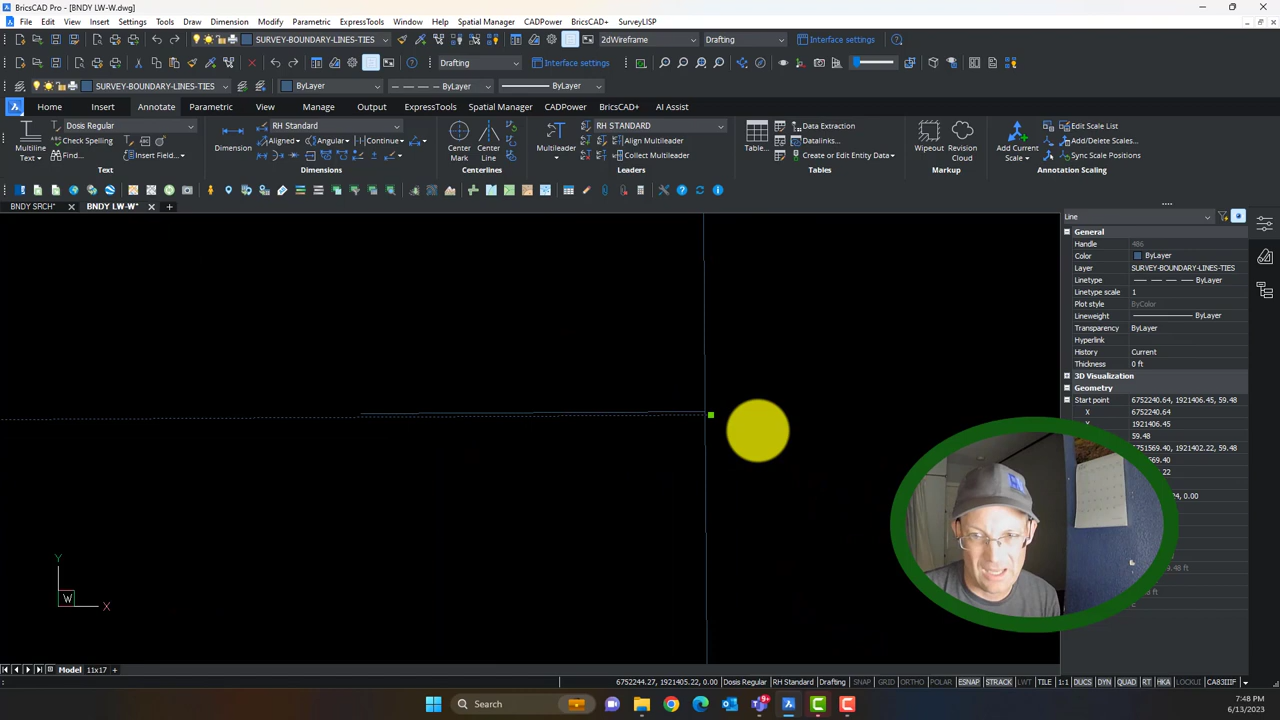 BricsCAD Pro - [BNDY LW-W.dwg]
File Edit View Insert Settings Tools Draw Dimension Modify Parametric ExpressTools Window Help Spatial Manager CADPower BricsCAD+ SurveyLISP
SURVEY-BOUNDARY-LINES-TIES 2dWireframe Drafting Interface settings
Drafting Interface settings
SURVEY-BOUNDARY-LINES-TIES ByLayer ByLayer ByLayer
Home Insert Annotate Parametric View Manage Output ExpressTools Spatial Manager CADPower BricsCAD+ AI Assist
Dosis Regular RH Standard RH STANDARD Data Extraction Edit Scale List
Check Spelling Aligned Angular Continue Align Multileader Datalinks... Add/Delete Scales...
Multiline Text Find... Insert Field... Dimension Center Mark Center Line Multileader Collect Multileader Table... Create or Edit Entity Data Wipeout Revision Cloud Add Current Scale Sync Scale Positions
Text Dimensions Centerlines Leaders Tables Markup Annotation Scaling
BNDY SRCH* BNDY LW-W*
Line
General
Handle 486
Color ByLayer
Layer SURVEY-BOUNDARY-LINES-TIES
Linetype ByLayer
Linetype scale 1
Plot style ByColor
Lineweight ByLayer
Transparency ByLayer
Hyperlink
History Current
Thickness 0 ft
3D Visualization
Geometry
Start point 6752240.64, 1921406.45, 59.48
X 6752240.64
Y 1921406.45
59.48
6751569.40, 1921402.22, 59.48
Y
W X
Model 11x17
: 6752244.27, 1921405.22, 0.00 Dosis Regular RH Standard Drafting SNAP GRID ORTHO POLAR ESNAP STRACK LWT TILE 1:1 DUCS DYN QUAD RT HKA LOCKUI CA83IIIF
Search
7:48 PM
6/13/2023